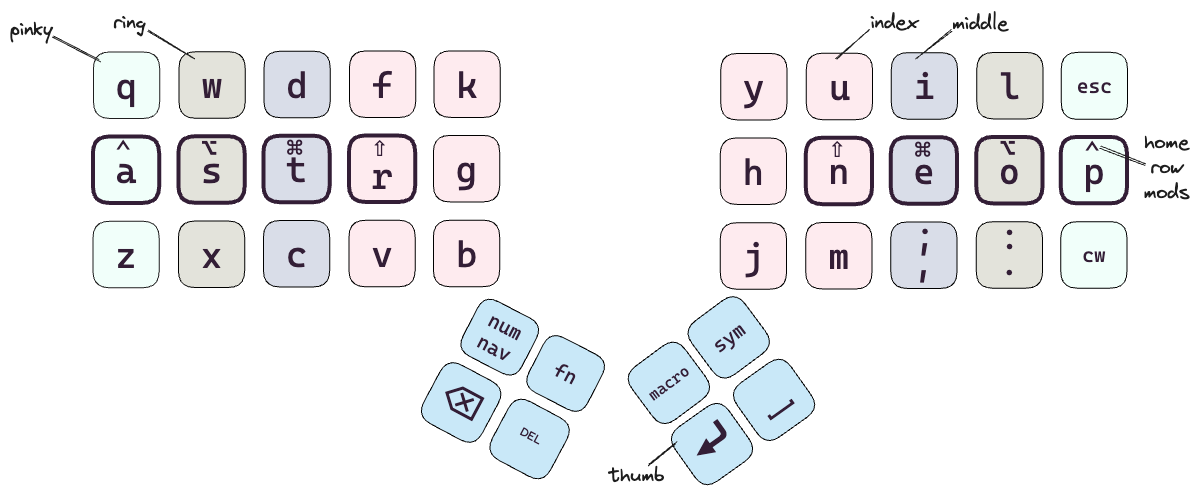 pinky
ring
index
middle
q w d f k
y u i l esc
^ ⌥ ⌘ ⇧
a s t r g
⇧ ⌘ ⌥ ^
h n e o p
home
row
mods
z x c v b
j m ; , : . cw
num
nav
fn
DEL
sym
macro
thumb